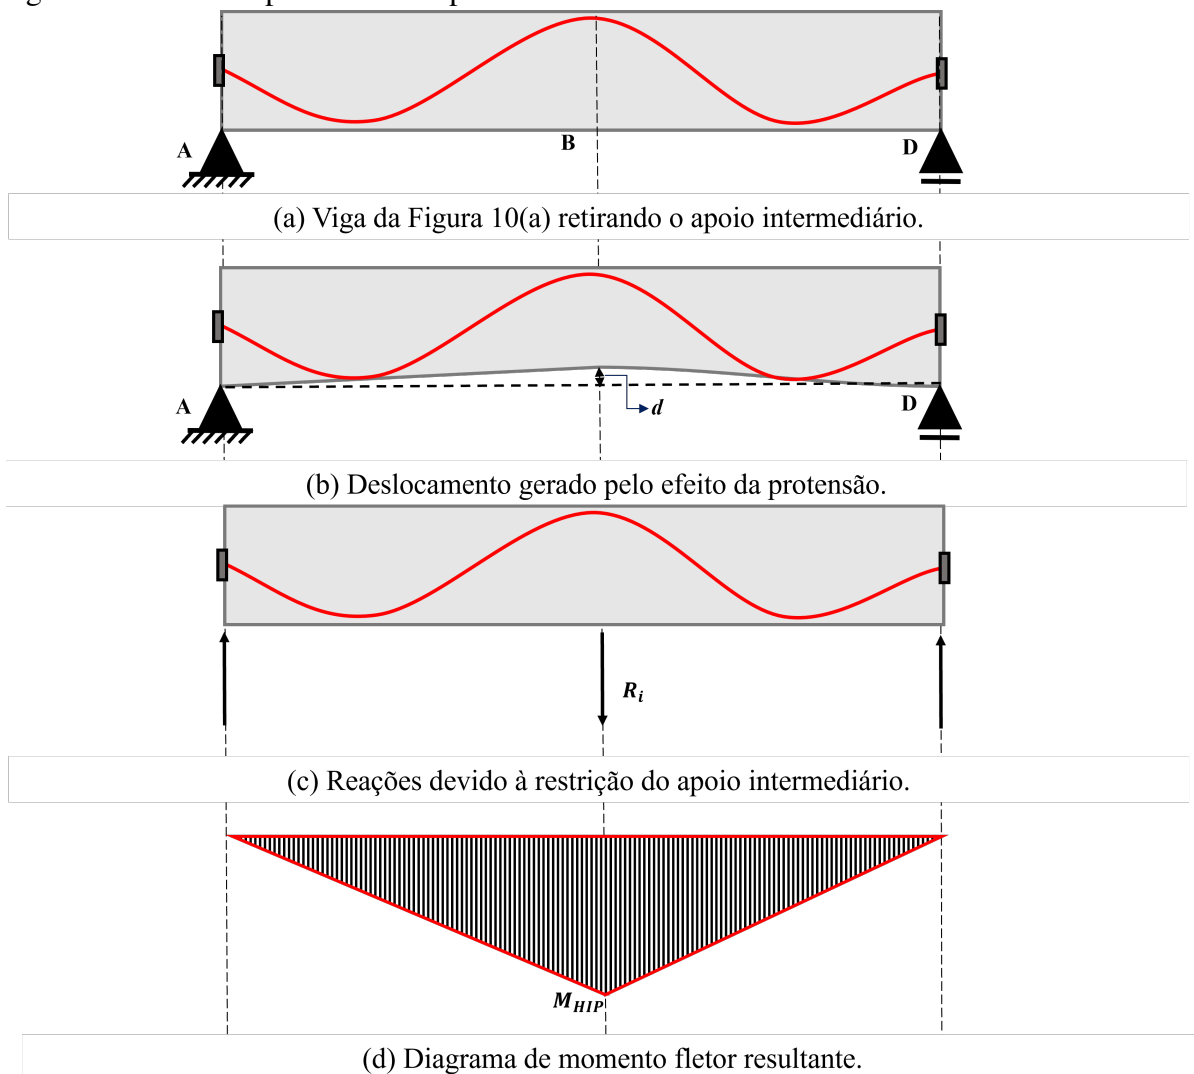 A
B
D
(a) Viga da Figura 10(a) retirando o apoio intermediário.
d
A
D
(b) Deslocamento gerado pelo efeito da protensão.
R_i
(c) Reações devido à restrição do apoio intermediário.
M_HIP
(d) Diagrama de momento fletor resultante.